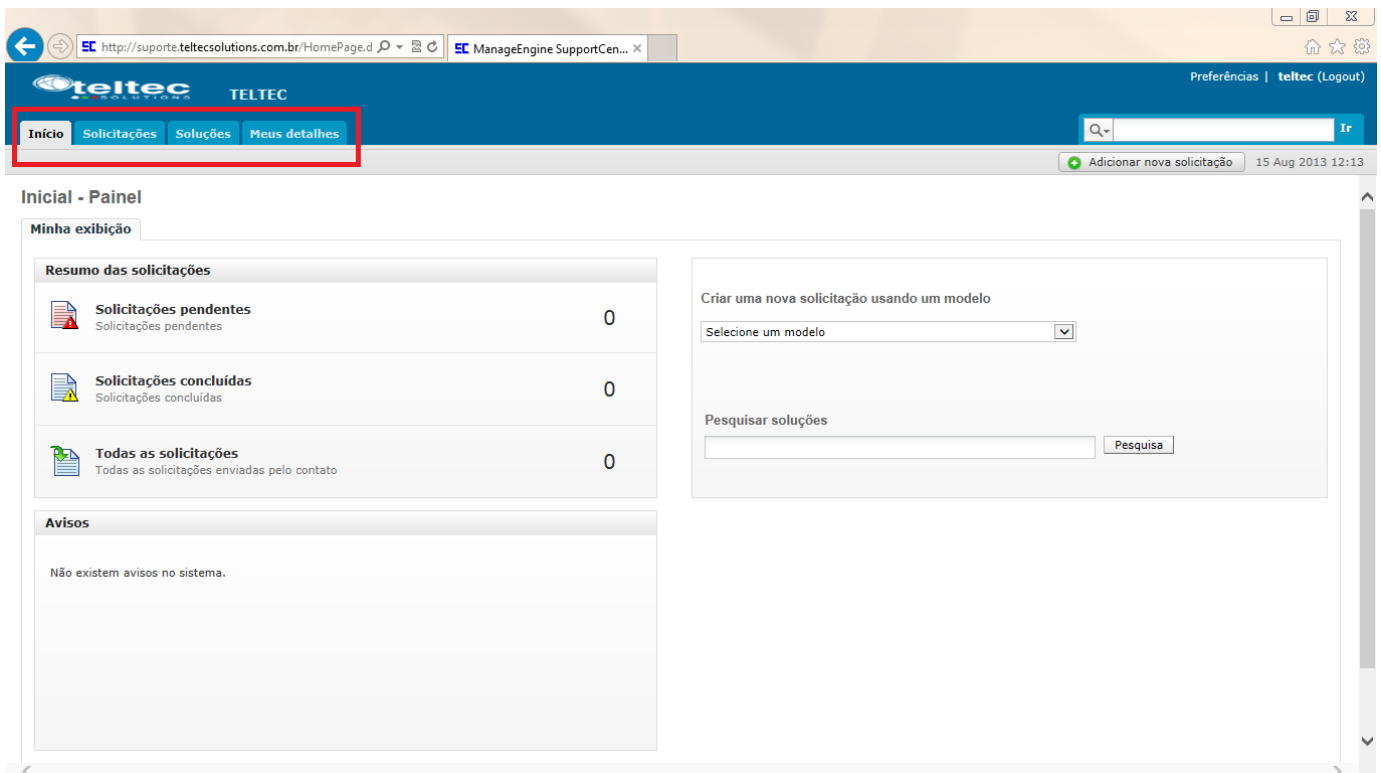 http://suporte.teltecsolutions.com.br/HomePage.d
SC ManageEngine SupportCen...
Preferências | teltec (Logout)
teltec
SOLUTIONS
TELTEC
Início Solicitações Soluções Meus detalhes
Ir
Adicionar nova solicitação 15 Aug 2013 12:13
Inicial - Painel
Minha exibição
Resumo das solicitações
Solicitações pendentes 0
Solicitações pendentes
Solicitações concluídas 0
Solicitações concluídas
Todas as solicitações 0
Todas as solicitações enviadas pelo contato
Criar uma nova solicitação usando um modelo
Selecione um modelo
Pesquisar soluções
Pesquisa
Avisos
Não existem avisos no sistema.